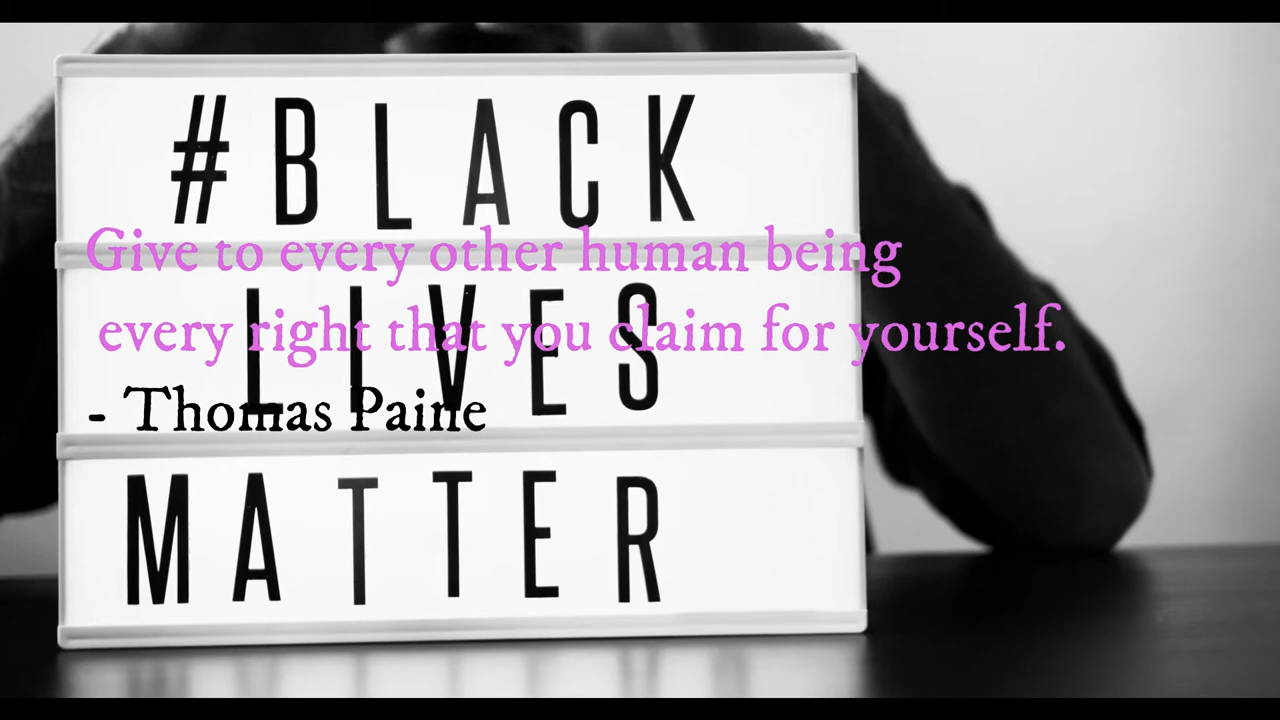 #BLACK
Give to every other human being
LIVES
every right that you claim for yourself.
- Thomas Paine
MATTER